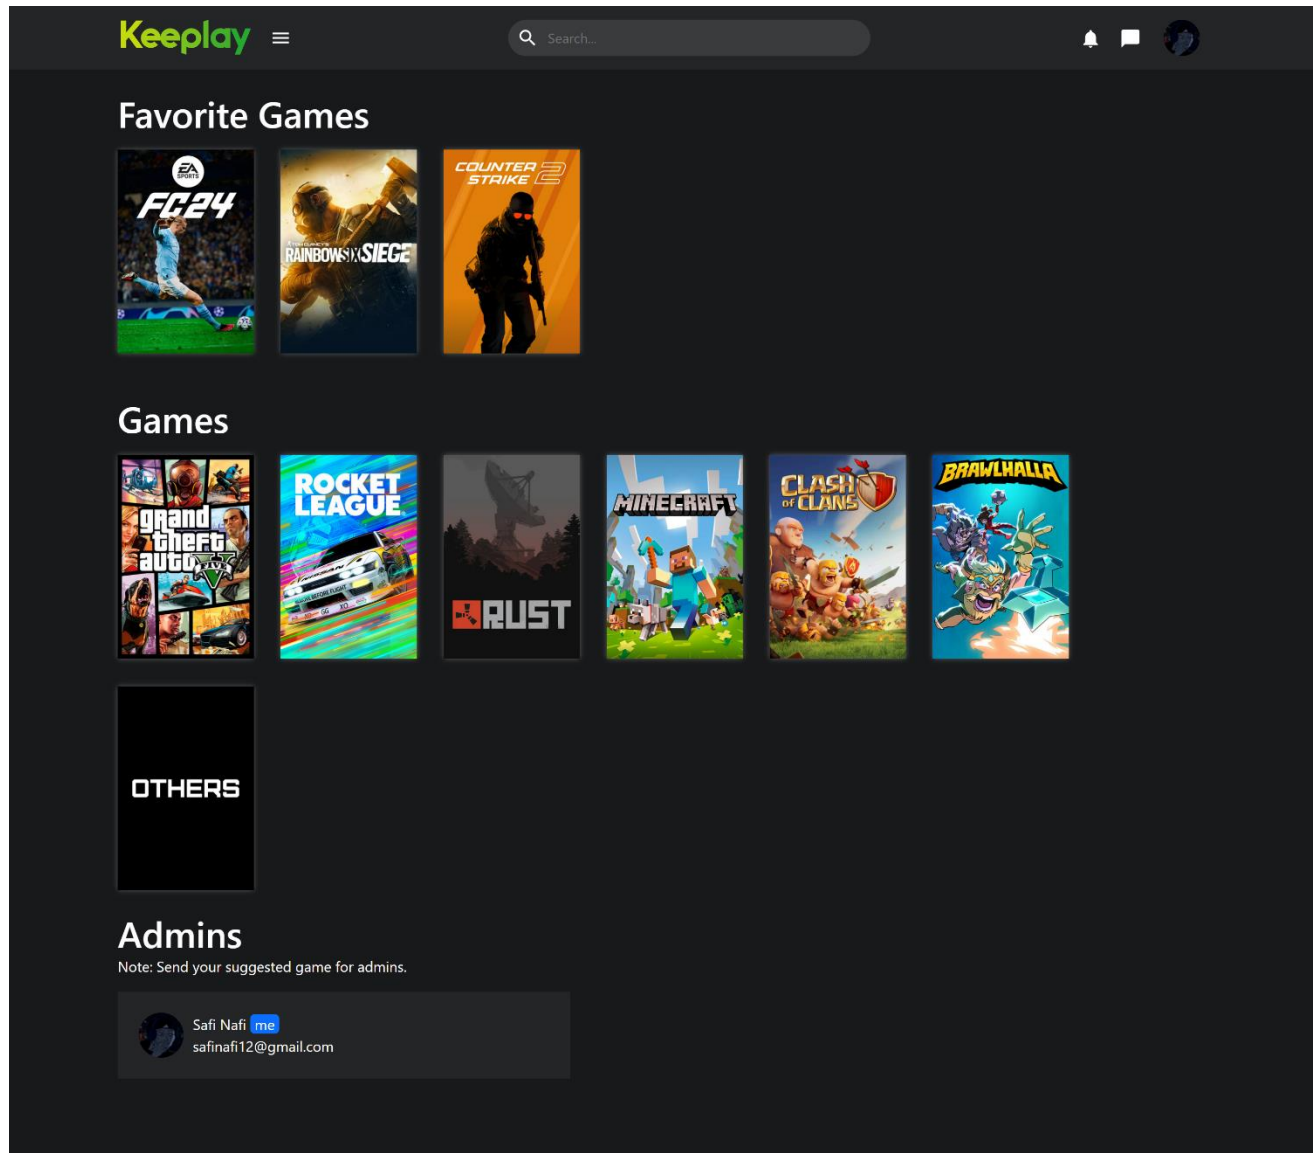 Keeplay
Search...
Favorite Games
EA
SPORTS
FC24
RAINBOWSIX SIEGE
COUNTER
STRIKE 2
Games
grand
theft
auto
FIVE
ROCKET
LEAGUE
NISSAN
RUST
MINECRAFT
CLASH
OF CLANS
BRAWLHALLA
OTHERS
Admins
Note: Send your suggested game for admins.
Safi Nafi me
safinafi12@gmail.com